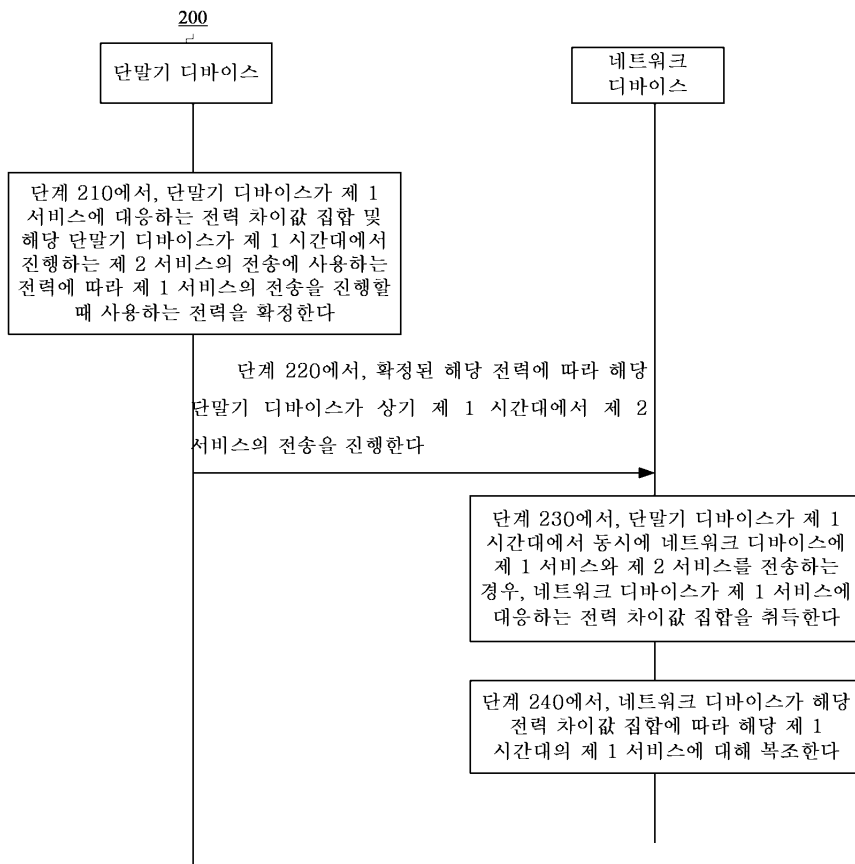 200
단말기 디바이스
네트워크
디바이스
단계 210에서, 단말기 디바이스가 제 1
서비스에 대응하는 전력 차이값 집합 및
해당 단말기 디바이스가 제 1 시간대에서
진행하는 제 2 서비스의 전송에 사용하는
전력에 따라 제 1 서비스의 전송을 진행할
때 사용하는 전력을 확정한다
단계 220에서, 확정된 해당 전력에 따라 해당
단말기 디바이스가 상기 제 1 시간대에서 제 2
서비스의 전송을 진행한다
단계 230에서, 단말기 디바이스가 제 1
시간대에서 동시에 네트워크 디바이스에
제 1 서비스와 제 2 서비스를 전송하는
경우, 네트워크 디바이스가 제 1 서비스에
대응하는 전력 차이값 집합을 취득한다
단계 240에서, 네트워크 디바이스가 해당
전력 차이값 집합에 따라 해당 제 1
시간대의 제 1 서비스에 대해 복조한다